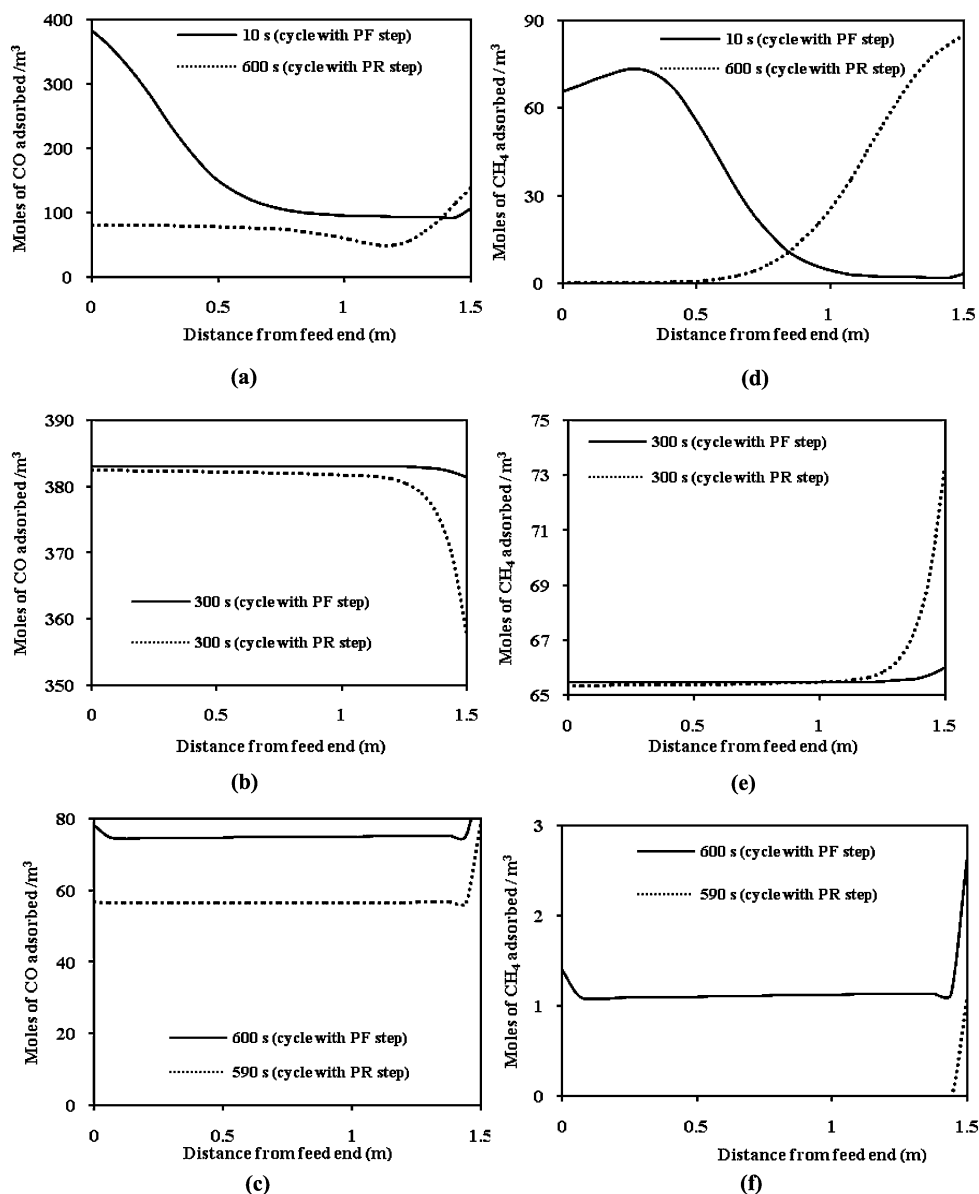 400
300
200
100
0
Moles of CO adsorbed /m³
10 s (cycle with PF step)
600 s (cycle with PR step)
0 0.5 1 1.5
Distance from feed end (m)
(a)
90
60
30
0
Moles of CH₄ adsorbed /m³
10 s (cycle with PF step)
600 s (cycle with PR step)
0 0.5 1 1.5
Distance from feed end (m)
(d)
390
380
370
360
350
Moles of CO adsorbed /m³
300 s (cycle with PF step)
300 s (cycle with PR step)
0 0.5 1 1.5
Distance from feed end (m)
(b)
75
73
71
69
67
65
Moles of CH₄ adsorbed /m³
300 s (cycle with PF step)
300 s (cycle with PR step)
0 0.5 1 1.5
Distance from feed end (m)
(e)
80
60
40
20
0
Moles of CO adsorbed /m³
600 s (cycle with PF step)
590 s (cycle with PR step)
0 0.5 1 1.5
Distance from feed end (m)
(c)
3
2
1
0
Moles of CH₄ adsorbed /m³
600 s (cycle with PF step)
590 s (cycle with PR step)
0 0.5 1 1.5
Distance from feed end (m)
(f)